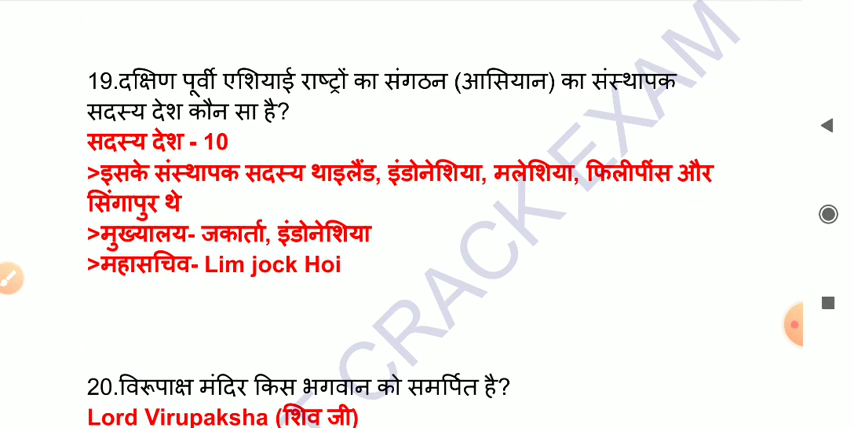 19.दक्षिण पूर्वी एशियाई राष्ट्रों का संगठन (आसियान) का संस्थापक
सदस्य देश कौन सा है?
सदस्य देश - 10
>इसके संस्थापक सदस्य थाइलैंड, इंडोनेशिया, मलेशिया, फिलीपींस और
सिंगापुर थे
>मुख्यालय- जकार्ता, इंडोनेशिया
>महासचिव- Lim jock Hoi
20.विरूपाक्ष मंदिर किस भगवान को समर्पित है?
Lord Virupaksha (शिव जी)
CRACK EXAM